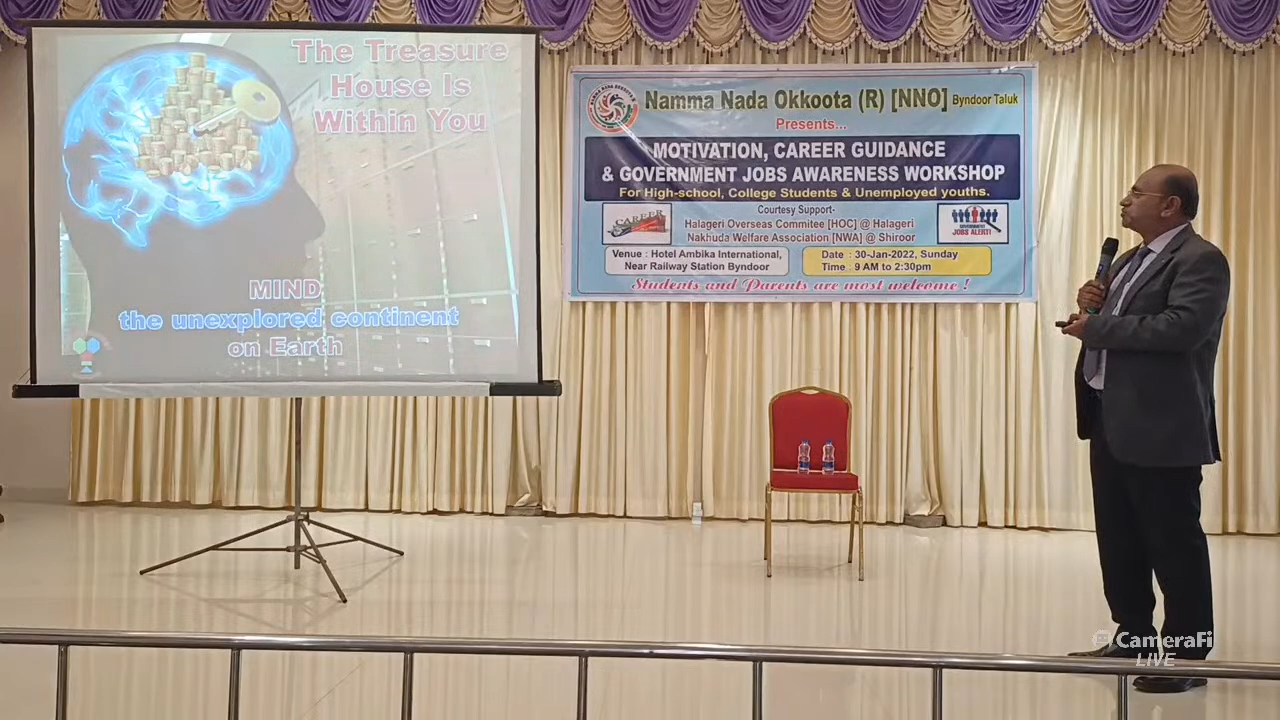 The Treasure
House Is
Within You
MIND
the unexplored continent
on Earth
Namma Nada Okkoota (R) [NNO] Byndoor Taluk
Presents...
MOTIVATION, CAREER GUIDANCE
& GOVERNMENT JOBS AWARENESS WORKSHOP
For High-school, College Students & Unemployed youths.
Courtesy Support-
Halageri Overseas Commitee [HOC] @ Halageri
Nakhuda Welfare Association [NWA] @ Shiroor
CAREER
GOVERNMENT
JOBS ALERT!
Venue : Hotel Ambika International,
Near Railway Station Byndoor
Date : 30-Jan-2022, Sunday
Time : 9 AM to 2:30pm
Students and Parents are most welcome !
CameraFi
LIVE